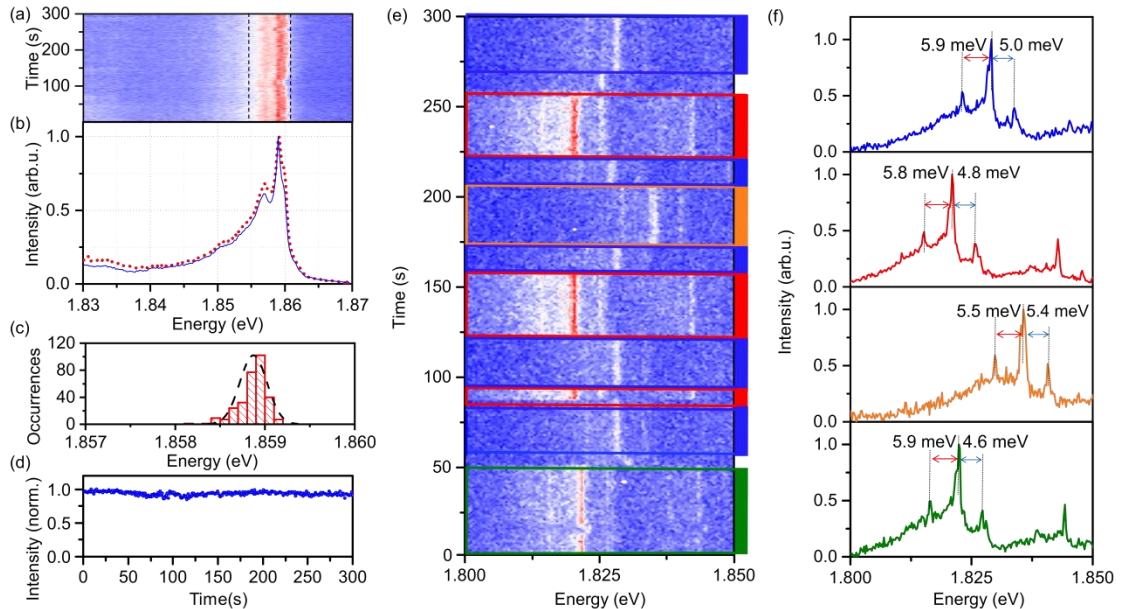 (a)
Time (s)
300
200
100
(b)
Intensity (arb.u.)
1.0
0.5
0.0
1.83 1.84 1.85 1.86 1.87
Energy (eV)
(c)
Occurrences
120
80
40
0
1.857 1.858 1.859 1.860
Energy (eV)
(d)
Intensity (norm.)
1.0
0.5
0.0
0 50 100 150 200 250 300
Time(s)
(e)
Time (s)
300
250
200
150
100
50
0
1.800 1.825 1.850
Energy (eV)
(f)
Intensity (arb.u.)
5.9 meV 5.0 meV
1.0
0.5
0.0
5.8 meV 4.8 meV
1.0
0.5
0.0
5.5 meV 5.4 meV
1.0
0.5
0.0
5.9 meV 4.6 meV
1.0
0.5
0.0
1.800 1.825 1.850
Energy (eV)